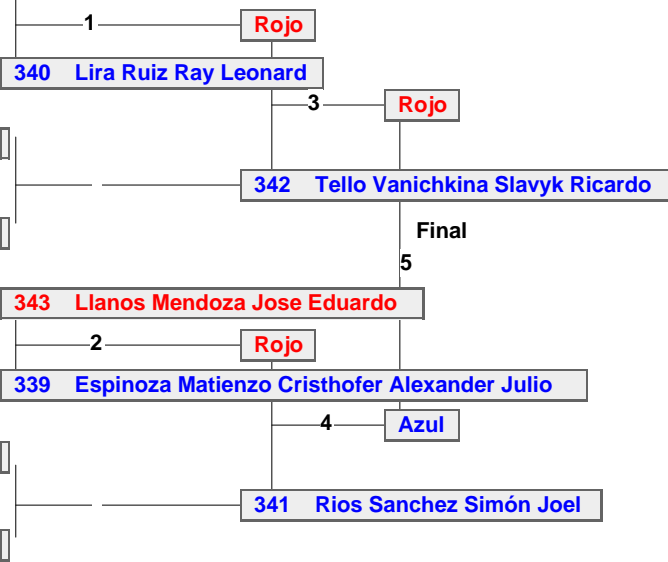 1 Rojo
340 Lira Ruiz Ray Leonard
3 Rojo
342 Tello Vanichkina Slavyk Ricardo
Final
5
343 Llanos Mendoza Jose Eduardo
2 Rojo
339 Espinoza Matienzo Cristhofer Alexander Julio
4 Azul
341 Rios Sanchez Simón Joel